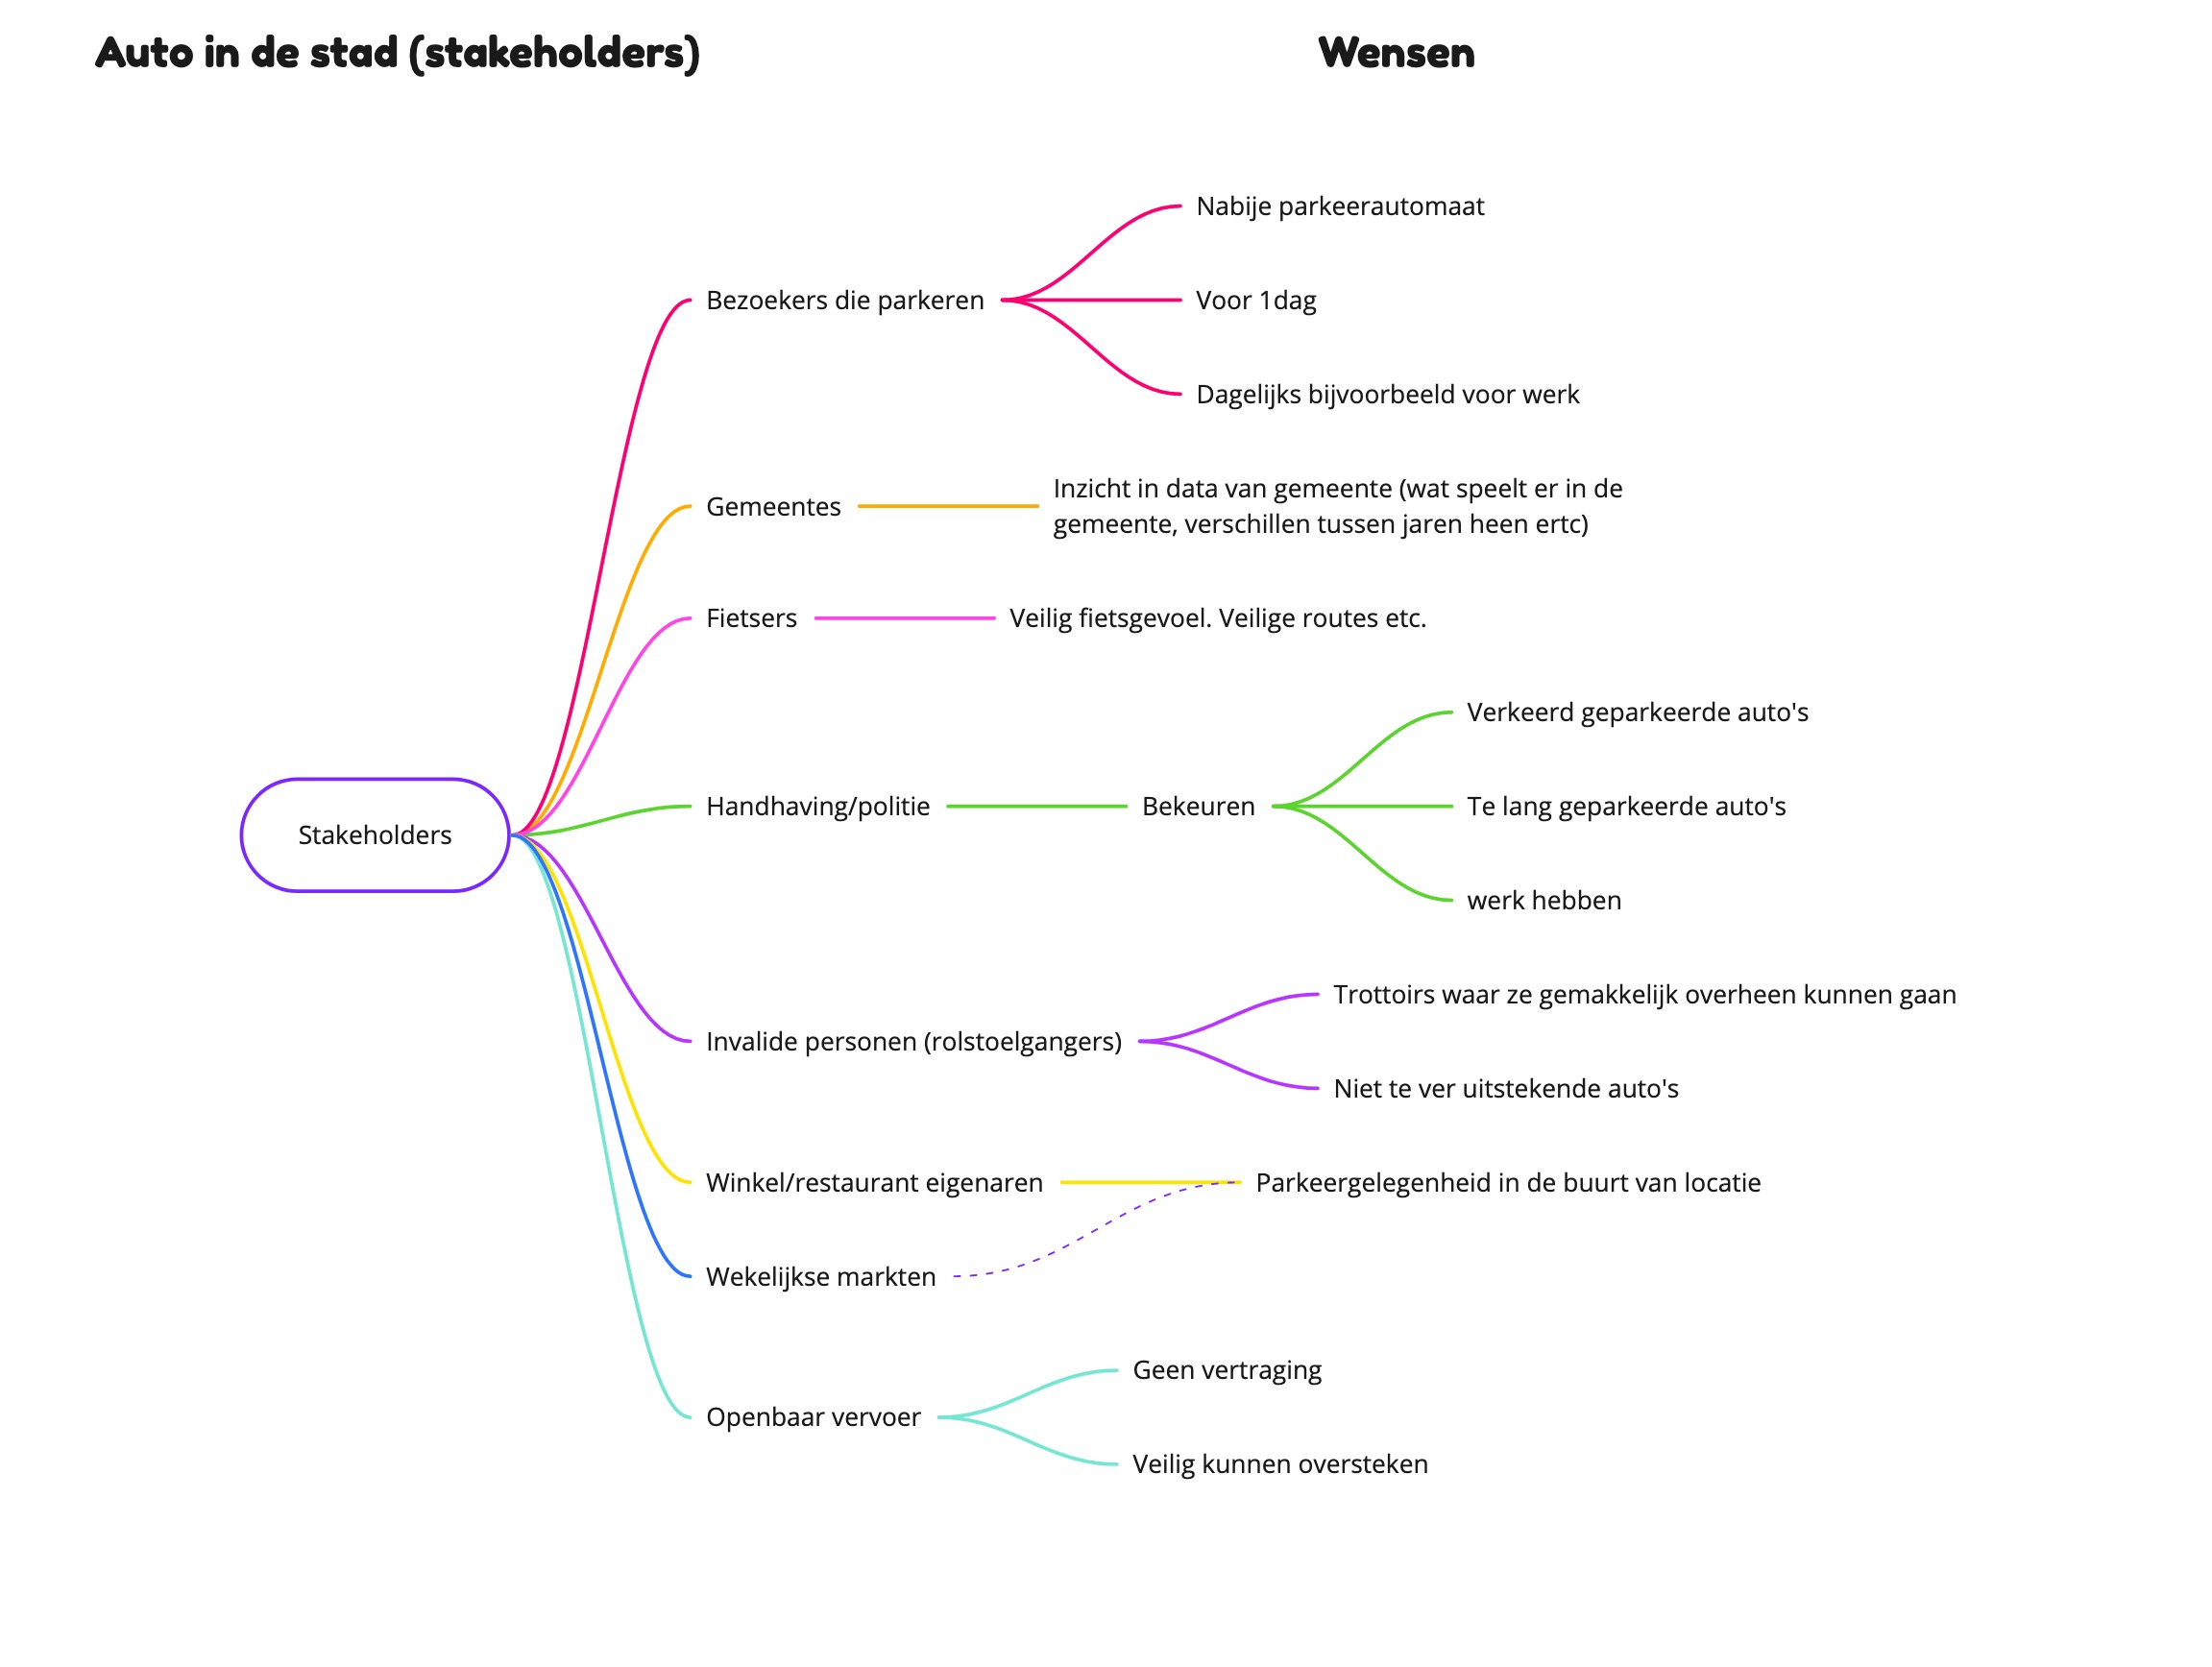 Auto in de stad (stakeholders)
Wensen
Nabije parkeerautomaat
Bezoekers die parkeren
Voor 1dag
Dagelijks bijvoorbeeld voor werk
Gemeentes
Inzicht in data van gemeente (wat speelt er in de
gemeente, verschillen tussen jaren heen ertc)
Fietsers
Veilig fietsgevoel. Veilige routes etc.
Stakeholders
Handhaving/politie
Bekeuren
Verkeerd geparkeerde auto's
Te lang geparkeerde auto's
werk hebben
Invalide personen (rolstoelgangers)
Trottoirs waar ze gemakkelijk overheen kunnen gaan
Niet te ver uitstekende auto's
Winkel/restaurant eigenaren
Parkeergelegenheid in de buurt van locatie
Wekelijkse markten
Openbaar vervoer
Geen vertraging
Veilig kunnen oversteken